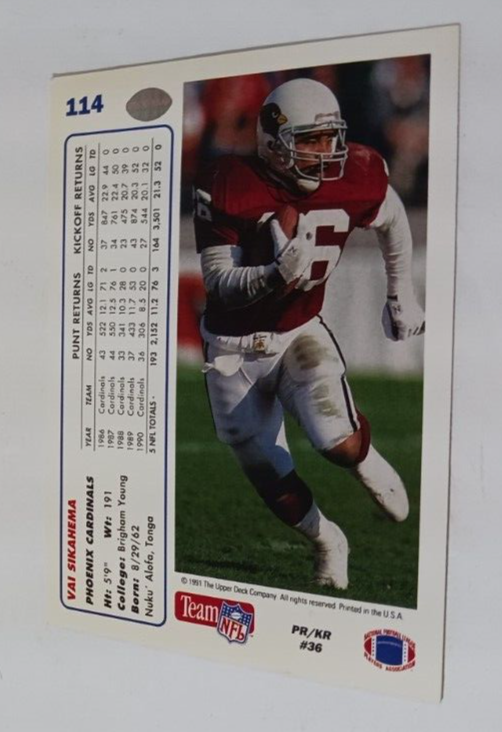 114
VAI SIKAHEMA
PHOENIX CARDINALS
Ht: 5'9" Wt: 191
College: Brigham Young
Born: 8/29/62
Nuku' Alofa, Tonga
PUNT RETURNS KICKOFF RETURNS
YEAR TEAM NO YDS AVG LG TD NO YDS AVG LG TD
1986 Cardinals 43 522 12.1 71 2 37 847 22.9 44 0
1987 Cardinals 44 550 12.5 76 1 34 761 22.4 50 0
1988 Cardinals 33 341 10.3 28 0 23 475 20.7 39 0
1989 Cardinals 37 433 11.7 53 0 43 874 20.3 52 0
1990 Cardinals 36 306 8.5 20 0 27 544 20.1 32 0
5 NFL TOTALS - 193 2,152 11.2 76 3 164 3,501 21.3 52 0
36
© 1991 The Upper Deck Company All rights reserved Printed in the U.S.A.
Team NFL
PR/KR
#36
NATIONAL FOOTBALL LEAGUE
PLAYERS ASSOCIATION